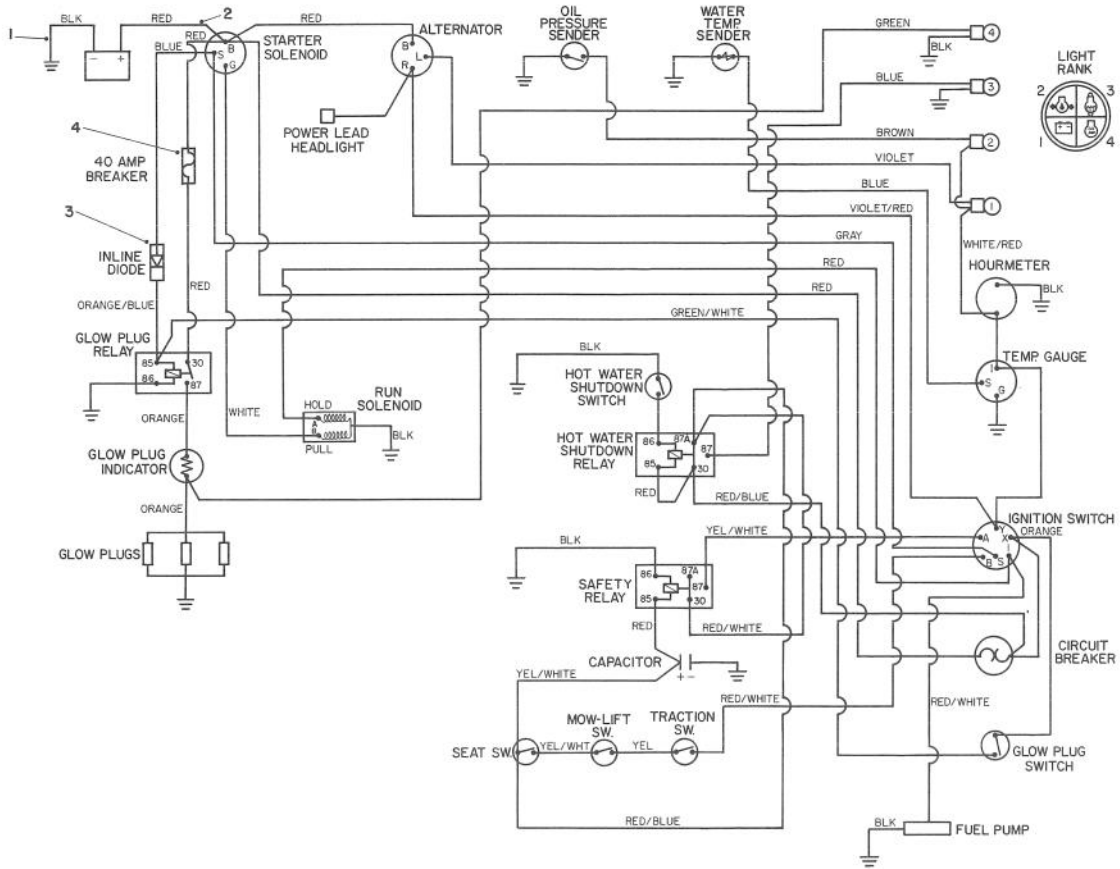 1
BLK
RED
2
RED
RED
BLUE
- +
B
S
G
STARTER
SOLENOID
ALTERNATOR
B
L
R
POWER LEAD
HEADLIGHT
OIL
PRESSURE
SENDER
WATER
TEMP
SENDER
GREEN
BLK
4
BLUE
3
BROWN
2
VIOLET
BLUE
1
VIOLET/RED
LIGHT
RANK
2
3
1
4
4
40 AMP
BREAKER
3
INLINE
DIODE
RED
ORANGE/BLUE
GLOW PLUG
RELAY
85
30
86
87
ORANGE
WHITE
GLOW PLUG
INDICATOR
ORANGE
GLOW PLUGS
RUN
SOLENOID
HOLD
A
B
PULL
BLK
GRAY
RED
RED
GREEN/WHITE
WHITE/RED
HOURMETER
BLK
TEMP GAUGE
I
S
G
BLK
HOT WATER
SHUTDOWN
SWITCH
HOT WATER
SHUTDOWN
RELAY
86
87A
87
85
30
RED
RED/BLUE
YEL/WHITE
IGNITION SWITCH
ORANGE
Y
A
X
I
B
S
BLK
SAFETY
RELAY
86
87A
87
85
30
RED
RED/WHITE
CAPACITOR
+ -
YEL/WHITE
RED/WHITE
CIRCUIT
BREAKER
RED/WHITE
SEAT SW.
YEL/WHT
MOW-LIFT
SW.
YEL
TRACTION
SW.
GLOW PLUG
SWITCH
RED/BLUE
BLK
FUEL PUMP